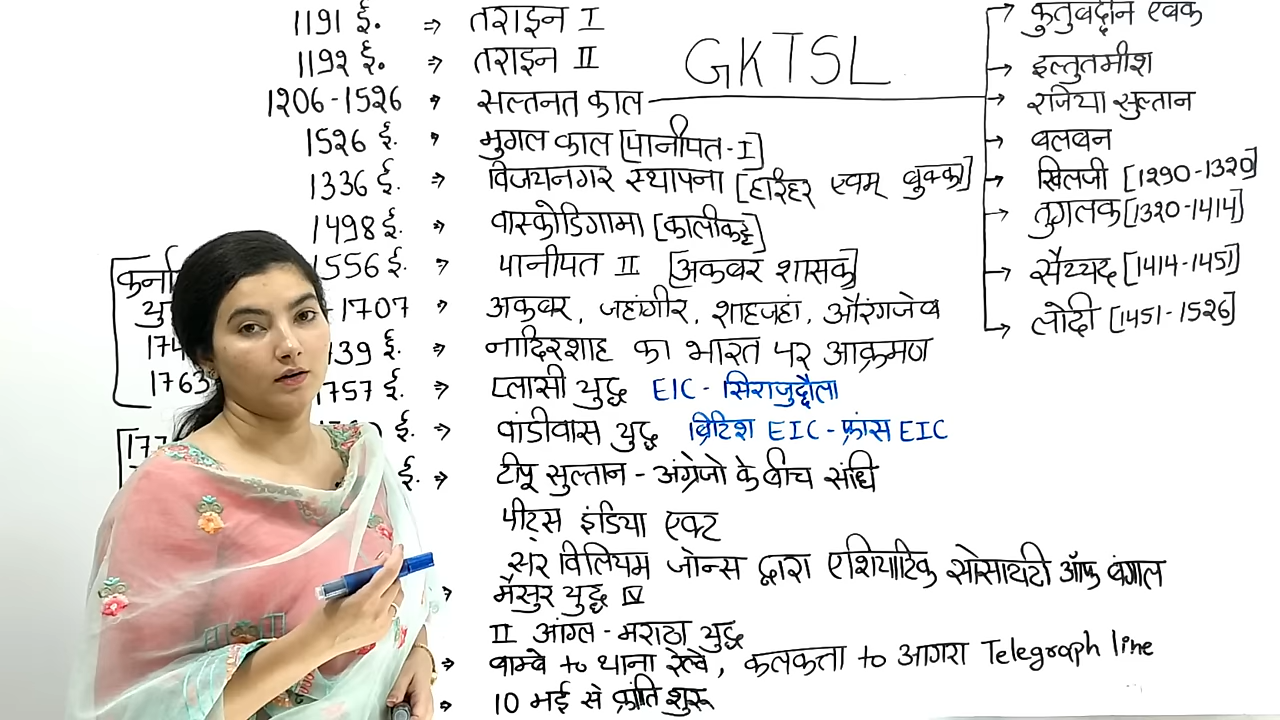 1191 ई. ⇒ तराइन I
1192 ई. ⇒ तराइन II
GKTSL
1206-1526 ⇒ सल्तनत काल
1526 ई. ⇒ मुगल काल [पानीपत-I]
1336 ई. ⇒ विजयनगर स्थापना [हरिहर एवम् बुक्का]
1498 ई. ⇒ वास्कोडिगामा [कालीकट]
1556 ई. ⇒ पानीपत II [अकबर शासक]
-1707 ⇒ अकबर, जहांगीर, शाहजहां, औरंगजेब
39 ई. ⇒ नादिरशाह का भारत पर आक्रमण
1757 ई. ⇒ प्लासी युद्ध EIC - सिराजुद्दौला
ई. ⇒ वांडीवास युद्ध ब्रिटिश EIC - फ्रांस EIC
ई. ⇒ टीपू सुल्तान - अंग्रेजो के बीच संधि
पीट्स इंडिया एक्ट
सर विलियम जोन्स द्वारा एशियाटिक सोसायटी ऑफ बंगाल
मैसुर युद्ध IV
II आंग्ल - मराठा युद्ध
बाम्बे to थाना रेल्वे, कलकता to आगरा Telegraph line
10 मई से क्रांति शुरू
कुतुबद्दीन एबक
इल्तुतमीश
रजिया सुल्तान
बलबन
खिलजी [1290-1320]
तुगलक [1320-1414]
सैय्यद [1414-1451]
लोदी [1451-1526]
1763